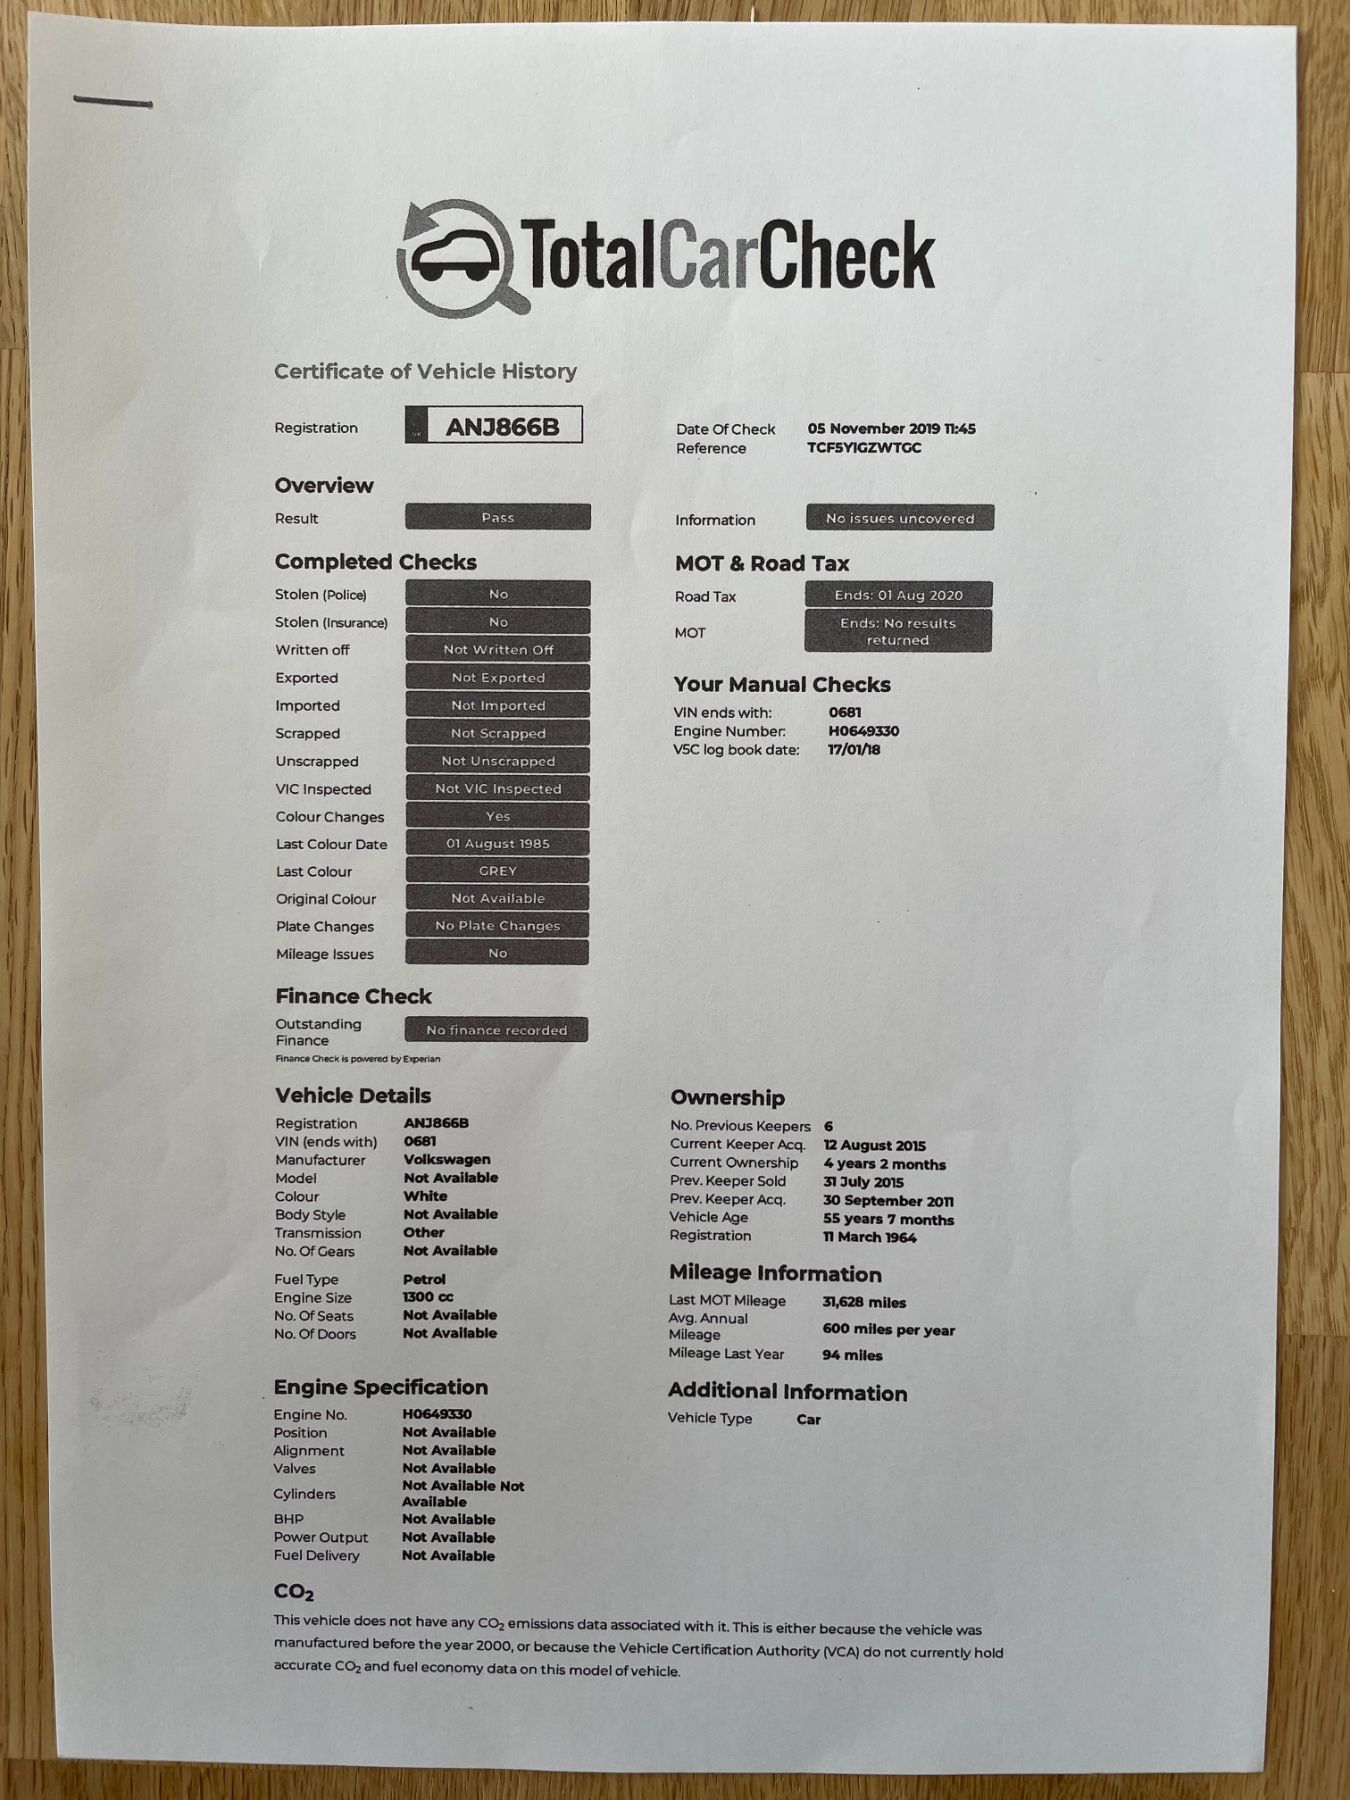 TotalCarCheck
Certificate of Vehicle History
Registration ANJ866B
Date Of Check 05 November 2019 11:45
Reference TCF5YIGZWTGC
Overview
Result Pass
Information No issues uncovered
Completed Checks
Stolen (Police) No
Stolen (Insurance) No
Written off Not Written Off
Exported Not Exported
Imported Not Imported
Scrapped Not Scrapped
Unscrapped Not Unscrapped
VIC Inspected Not VIC Inspected
Colour Changes Yes
Last Colour Date 01 August 1985
Last Colour GREY
Original Colour Not Available
Plate Changes No Plate Changes
Mileage Issues No
MOT & Road Tax
Road Tax Ends: 01 Aug 2020
MOT Ends: No results
returned
Your Manual Checks
VIN ends with: 0681
Engine Number: H0649330
V5C log book date: 17/01/18
Finance Check
Outstanding
Finance No finance recorded
Finance Check is powered by Experian
Vehicle Details
Registration ANJ866B
VIN (ends with) 0681
Manufacturer Volkswagen
Model Not Available
Colour White
Body Style Not Available
Transmission Other
No. Of Gears Not Available
Fuel Type Petrol
Engine Size 1300 cc
No. Of Seats Not Available
No. Of Doors Not Available
Ownership
No. Previous Keepers 6
Current Keeper Acq. 12 August 2015
Current Ownership 4 years 2 months
Prev. Keeper Sold 31 July 2015
Prev. Keeper Acq. 30 September 2011
Vehicle Age 55 years 7 months
Registration 11 March 1964
Mileage Information
Last MOT Mileage 31,628 miles
Avg. Annual
Mileage 600 miles per year
Mileage Last Year 94 miles
Engine Specification
Engine No. H0649330
Position Not Available
Alignment Not Available
Valves Not Available
Cylinders Not Available Not
Available
BHP Not Available
Power Output Not Available
Fuel Delivery Not Available
Additional Information
Vehicle Type Car
CO₂
This vehicle does not have any CO₂ emissions data associated with it. This is either because the vehicle was
manufactured before the year 2000, or because the Vehicle Certification Authority (VCA) do not currently hold
accurate CO₂ and fuel economy data on this model of vehicle.